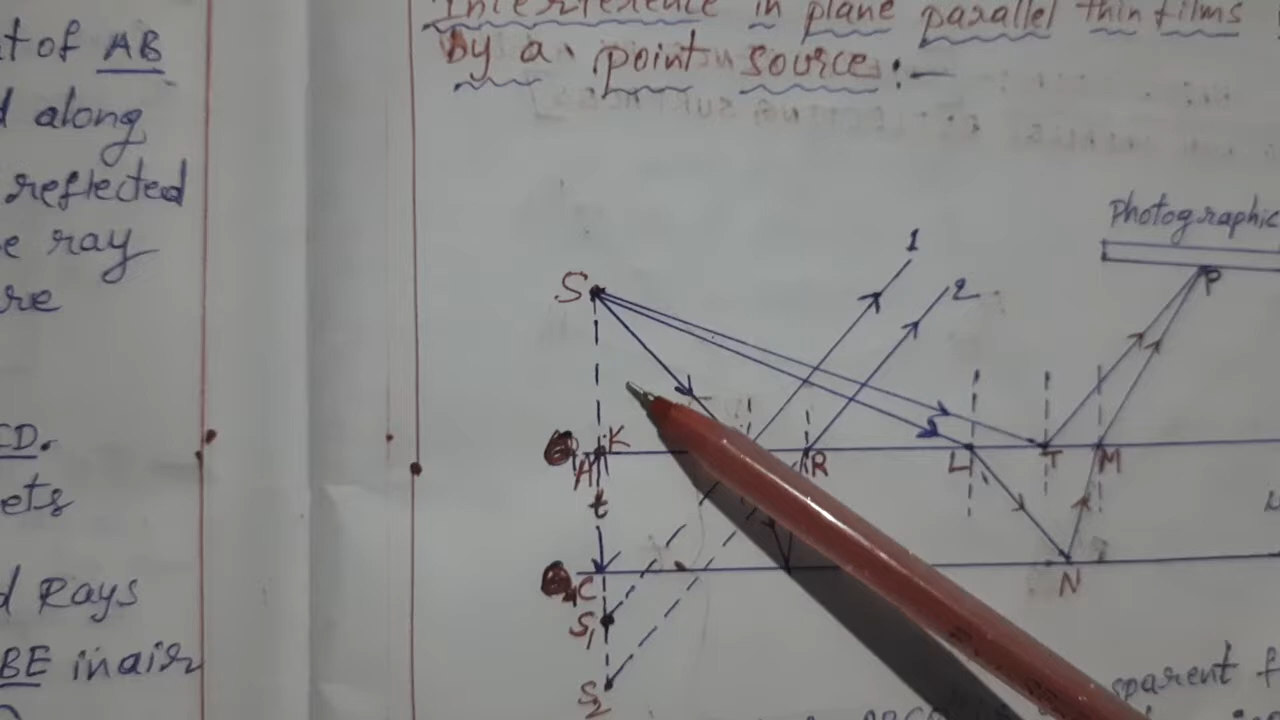 t of AB
d along
reflected
e ray
re
CD.
ets
d Rays
BE in air
Interference in plane parallel thin films
by a point source :-
Photographic
1
2
S
P
K
A
R
L
T
M
t
C
N
S1
S2
sparent f